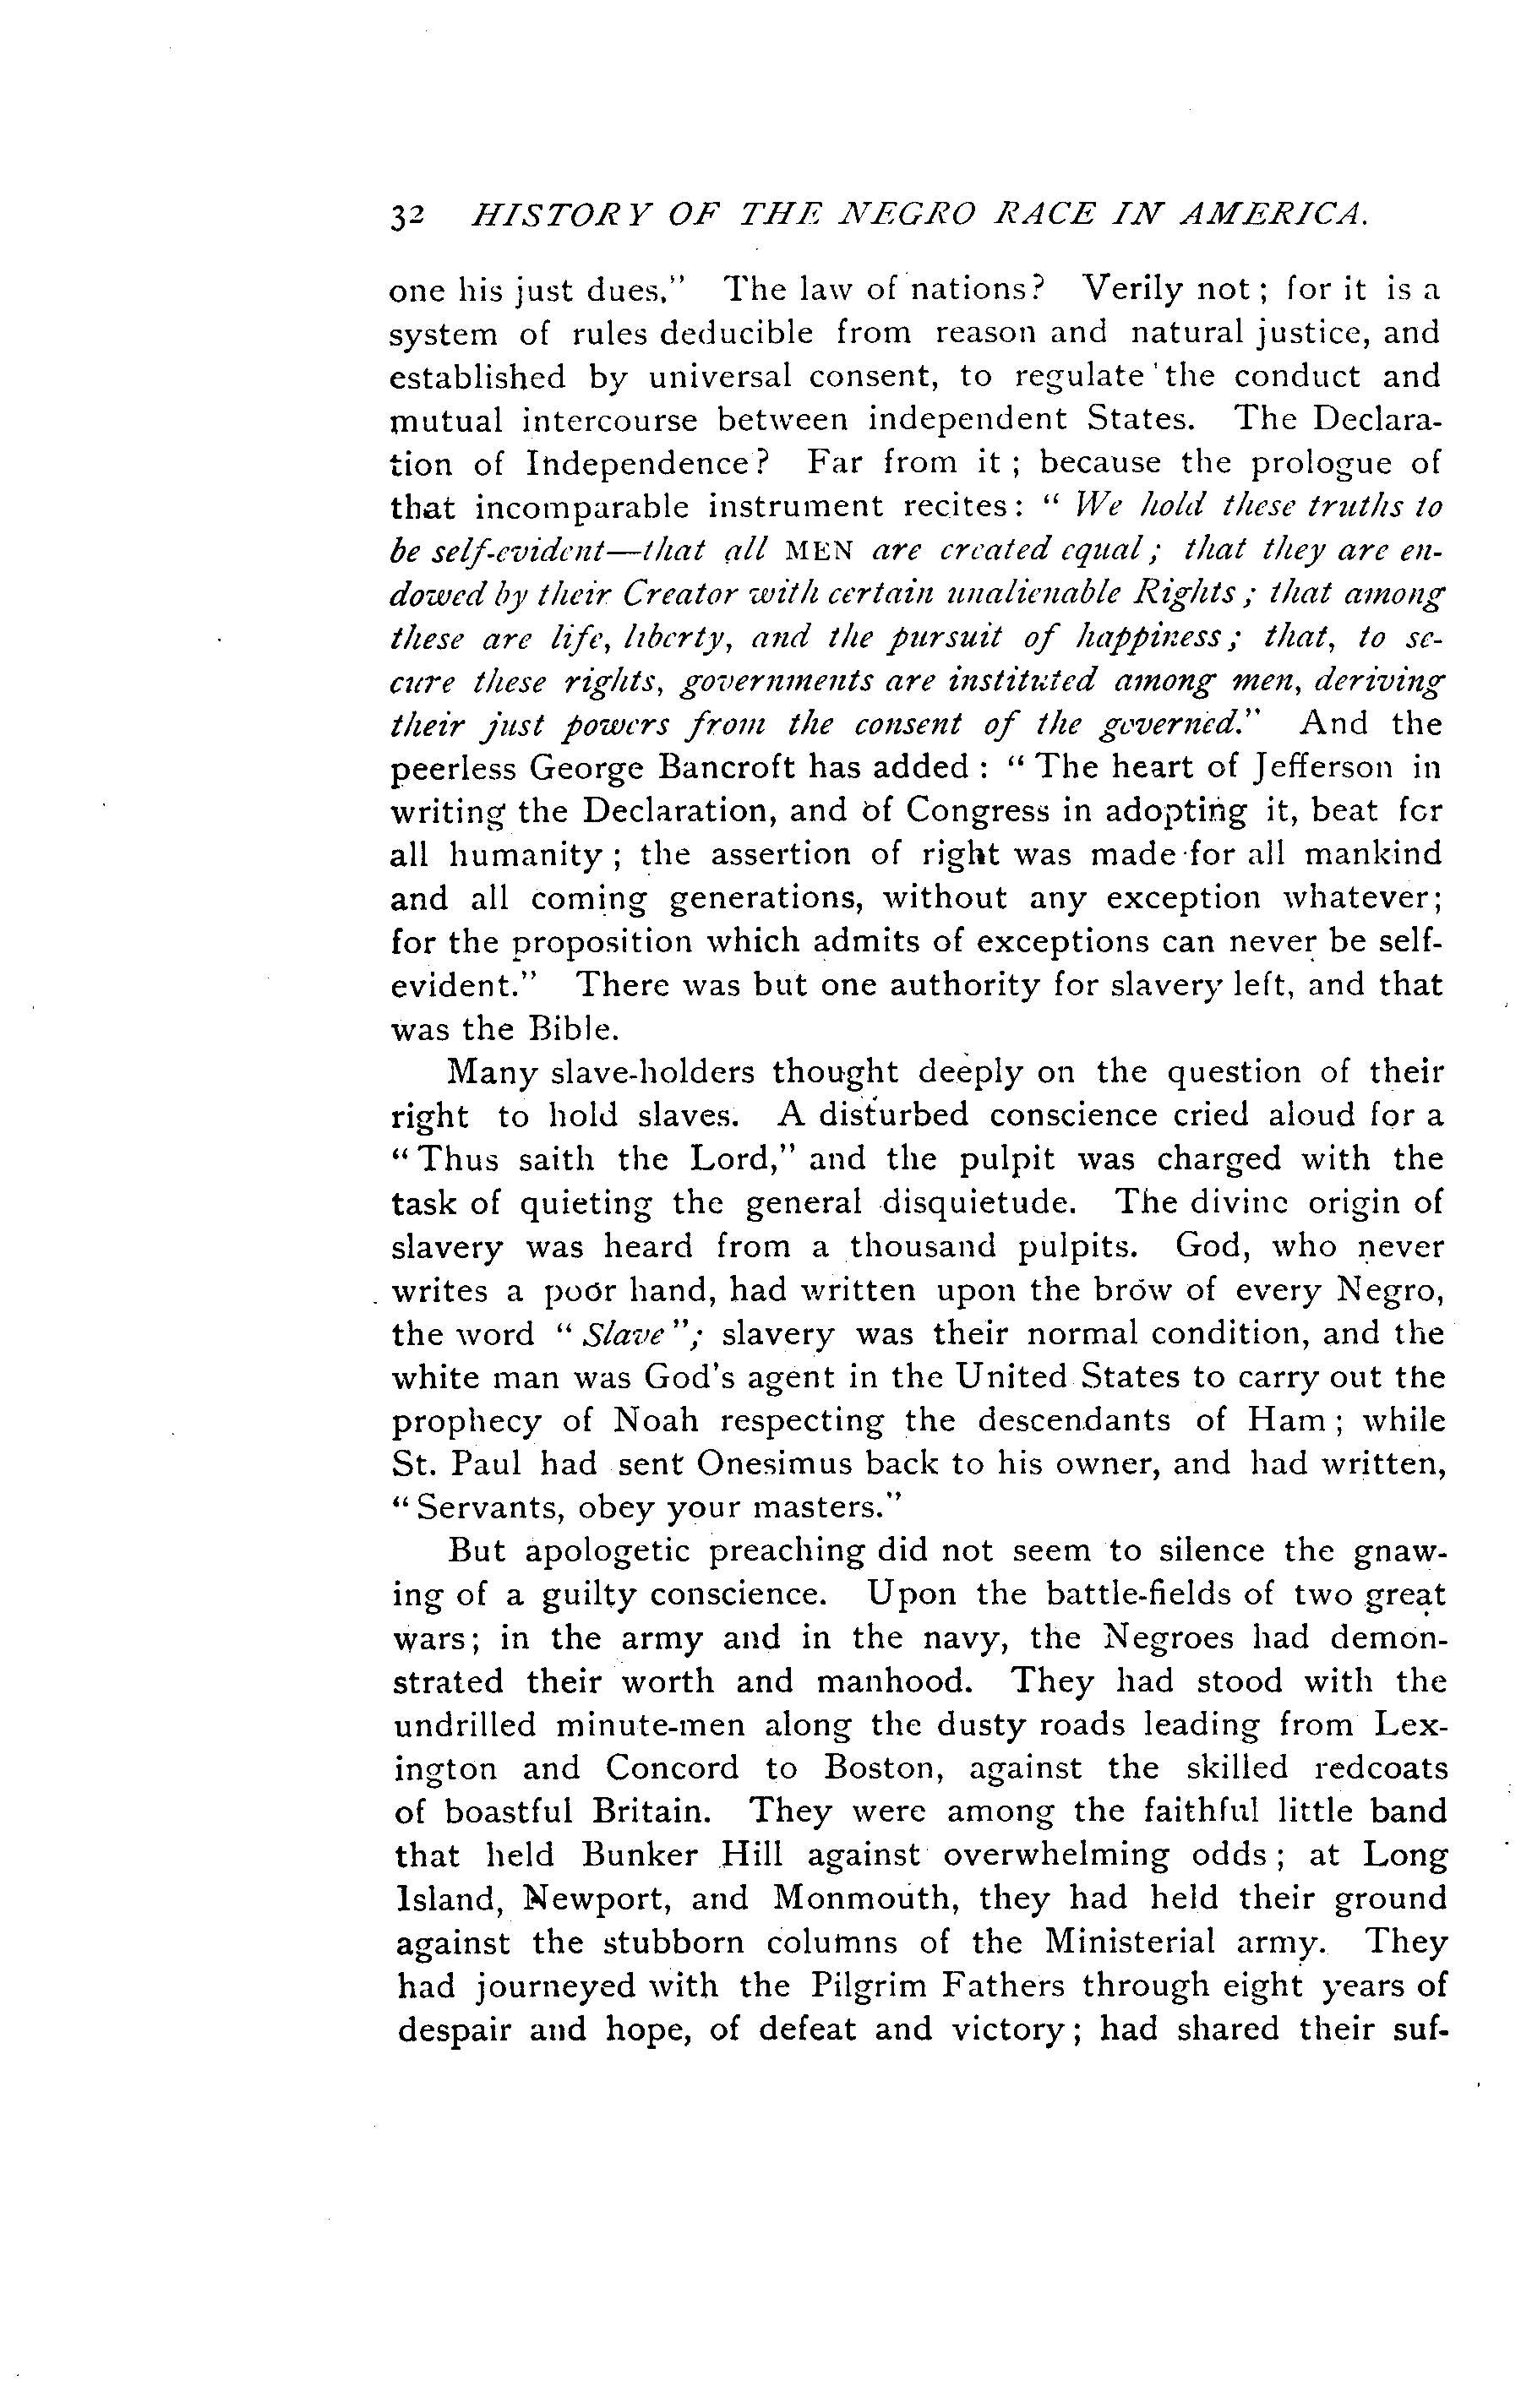 32 HISTORY OF THE NEGRO RACE IN AMERICA.
one his just dues." The law of nations? Verily not; for it is a
system of rules deducible from reason and natural justice, and
established by universal consent, to regulate the conduct and
mutual intercourse between independent States. The Declara-
tion of Independence? Far from it; because the prologue of
that incomparable instrument recites: "We hold these truths to
be self-evident—that all MEN are created equal; that they are en-
dowed by their Creator with certain unalienable Rights; that among
these are life, liberty, and the pursuit of happiness; that, to se-
cure these rights, governments are instituted among men, deriving
their just powers from the consent of the governed." And the
peerless George Bancroft has added: "The heart of Jefferson in
writing the Declaration, and of Congress in adopting it, beat for
all humanity; the assertion of right was made for all mankind
and all coming generations, without any exception whatever;
for the proposition which admits of exceptions can never be self-
evident." There was but one authority for slavery left, and that
was the Bible.
Many slave-holders thought deeply on the question of their
right to hold slaves. A disturbed conscience cried aloud for a
"Thus saith the Lord," and the pulpit was charged with the
task of quieting the general disquietude. The divine origin of
slavery was heard from a thousand pulpits. God, who never
writes a poor hand, had written upon the brow of every Negro,
the word "Slave"; slavery was their normal condition, and the
white man was God's agent in the United States to carry out the
prophecy of Noah respecting the descendants of Ham; while
St. Paul had sent Onesimus back to his owner, and had written,
"Servants, obey your masters."
But apologetic preaching did not seem to silence the gnaw-
ing of a guilty conscience. Upon the battle-fields of two great
wars; in the army and in the navy, the Negroes had demon-
strated their worth and manhood. They had stood with the
undrilled minute-men along the dusty roads leading from Lex-
ington and Concord to Boston, against the skilled redcoats
of boastful Britain. They were among the faithful little band
that held Bunker Hill against overwhelming odds; at Long
Island, Newport, and Monmouth, they had held their ground
against the stubborn columns of the Ministerial army. They
had journeyed with the Pilgrim Fathers through eight years of
despair and hope, of defeat and victory; had shared their suf-